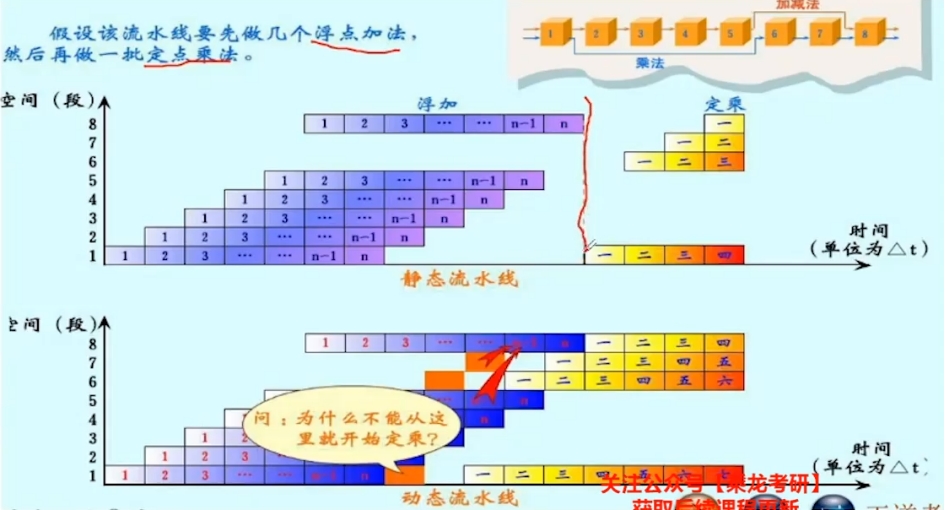 假设该流水线要先做几个浮点加法,
然后再做一批定点乘法。
加减法
1 2 3 4 5 6 7 8
乘法
空间(段)
浮加
定乘
8 1 2 3 … … n-1 n 一
7 一 二
6 一 二 三
5 1 2 3 … … n-1 n
4 1 2 3 … … n-1 n
3 1 2 3 … … n-1 n
2 1 2 3 … … n-1 n
1 1 2 3 … … n-1 n 一 二 三 四
时间
(单位为△t)
静态流水线
空间(段)
8 1 2 3 … … n-1 n 一 二 三 四
7 一 二 三 四 五
6 一 二 三 四 五 六
5 … n
4 n
3 1 2
2 1 2 3
1 1 2 3 … … n 一 二 三 四 五 六 七
问:为什么不能从这
里就开始定乘?
时间
(单位为△t)
动态流水线
关注公众号【乘龙考研】
获取后续课程更新